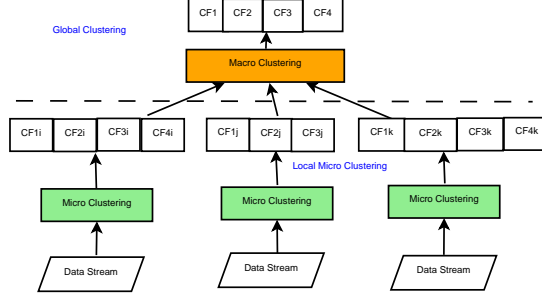 CF1 CF2 CF3 CF4
Global Clustering
Macro Clustering
CF1i CF2i CF3i CF4i CF1j CF2j CF3j CF1k CF2k CF3k CF4k
Local Micro Clustering
Micro Clustering Micro Clustering Micro Clustering
Data Stream Data Stream Data Stream